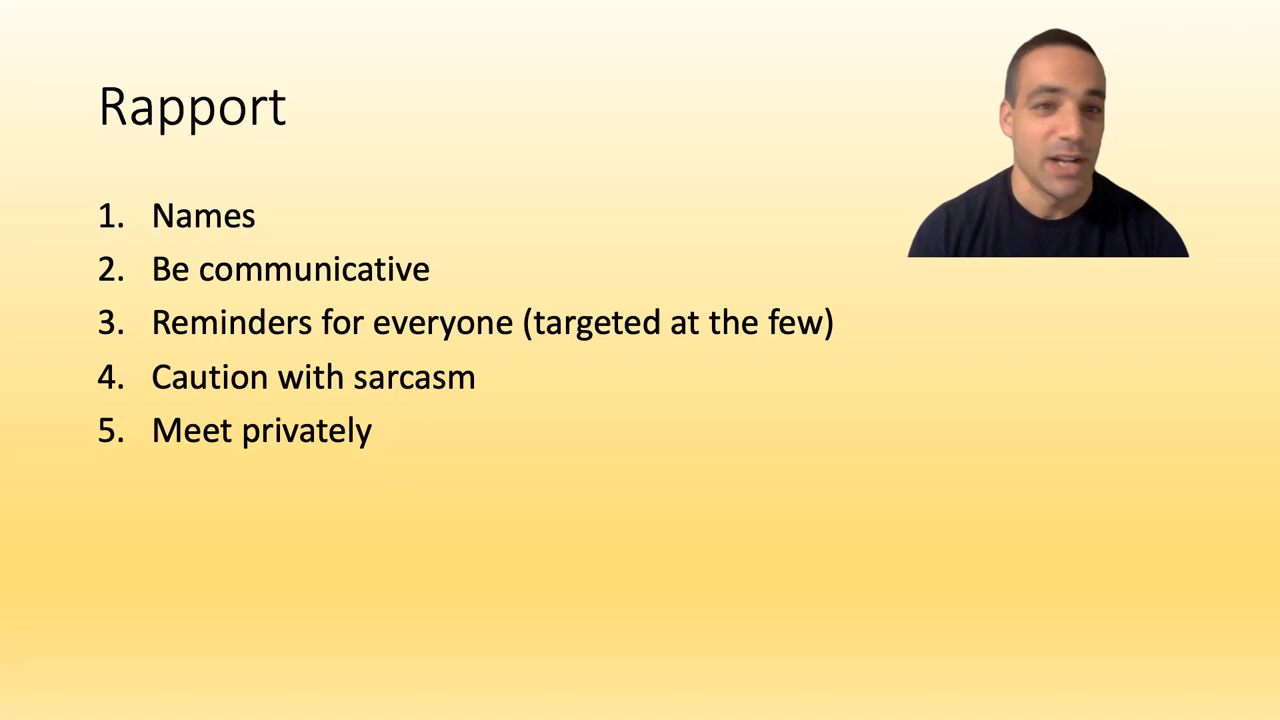 Rapport
1. Names
2. Be communicative
3. Reminders for everyone (targeted at the few)
4. Caution with sarcasm
5. Meet privately